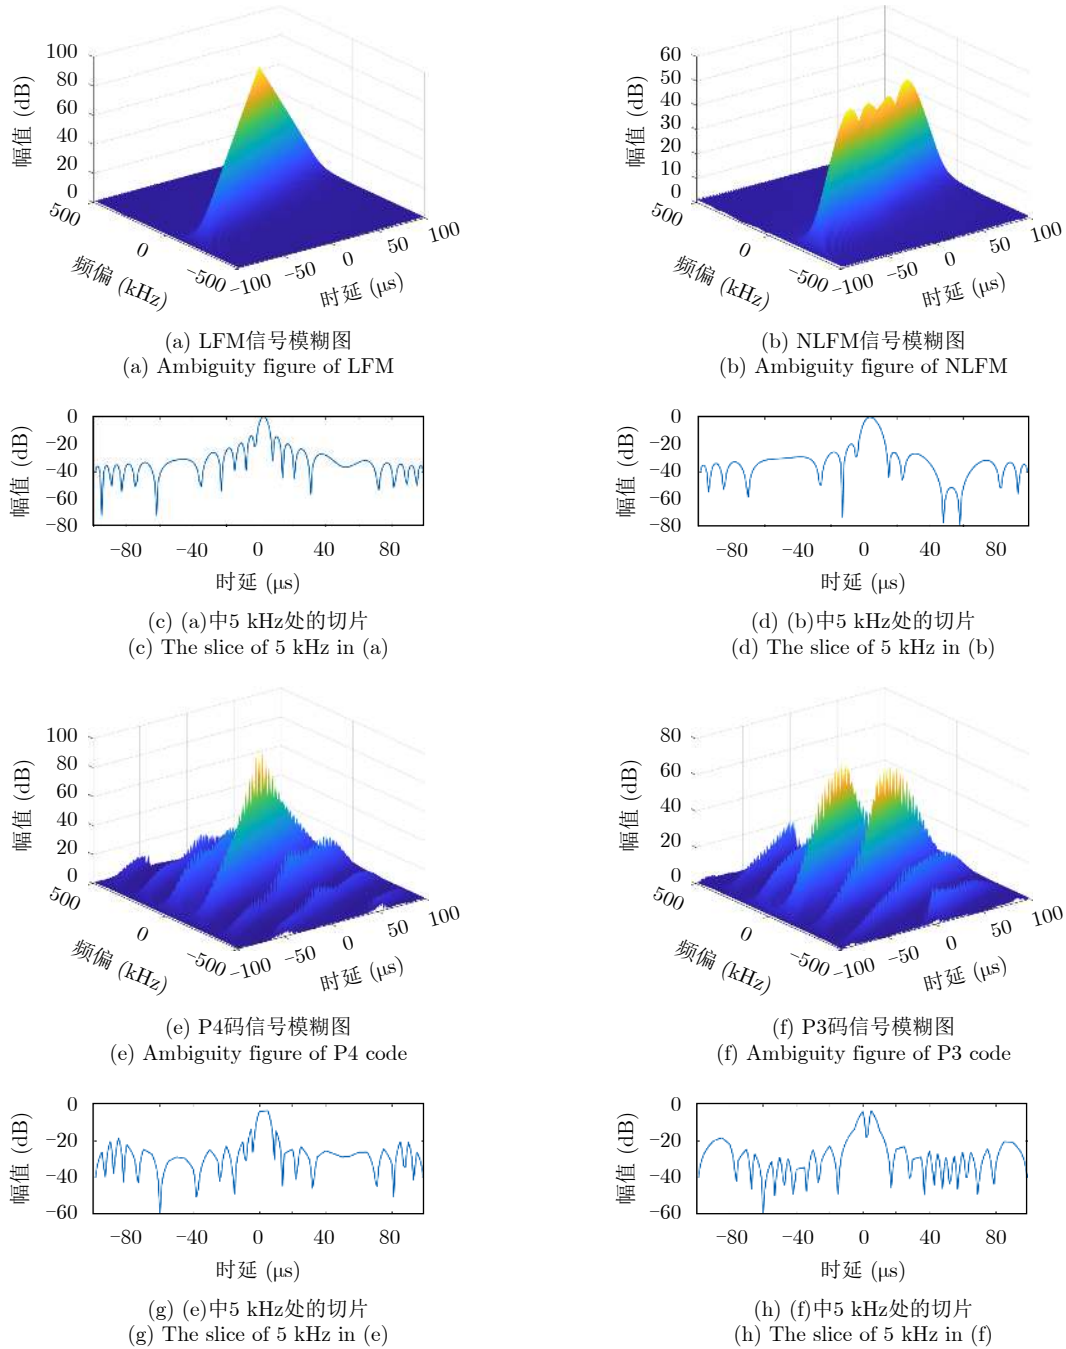 100
80
60
40
20
0
幅值 (dB)
500
0
−500
频偏 (kHz)
−100
−50
0
50
100
时延 (μs)
(a) LFM信号模糊图
(a) Ambiguity figure of LFM
60
50
40
30
20
10
0
幅值 (dB)
500
0
−500
频偏 (kHz)
−100
−50
0
50
100
时延 (μs)
(b) NLFM信号模糊图
(b) Ambiguity figure of NLFM
0
−20
−40
−60
−80
幅值 (dB)
−80 −40 0 40 80
时延 (μs)
(c) (a)中5 kHz处的切片
(c) The slice of 5 kHz in (a)
0
−20
−40
−60
−80
幅值 (dB)
−80 −40 0 40 80
时延 (μs)
(d) (b)中5 kHz处的切片
(d) The slice of 5 kHz in (b)
100
80
60
40
20
0
幅值 (dB)
500
0
−500
频偏 (kHz)
−100
−50
0
50
100
时延 (μs)
(e) P4码信号模糊图
(e) Ambiguity figure of P4 code
80
60
40
20
0
幅值 (dB)
500
0
−500
频偏 (kHz)
−100
−50
0
50
100
时延 (μs)
(f) P3码信号模糊图
(f) Ambiguity figure of P3 code
0
−20
−40
−60
幅值 (dB)
−80 −40 0 40 80
时延 (μs)
(g) (e)中5 kHz处的切片
(g) The slice of 5 kHz in (e)
0
−20
−40
−60
幅值 (dB)
−80 −40 0 40 80
时延 (μs)
(h) (f)中5 kHz处的切片
(h) The slice of 5 kHz in (f)